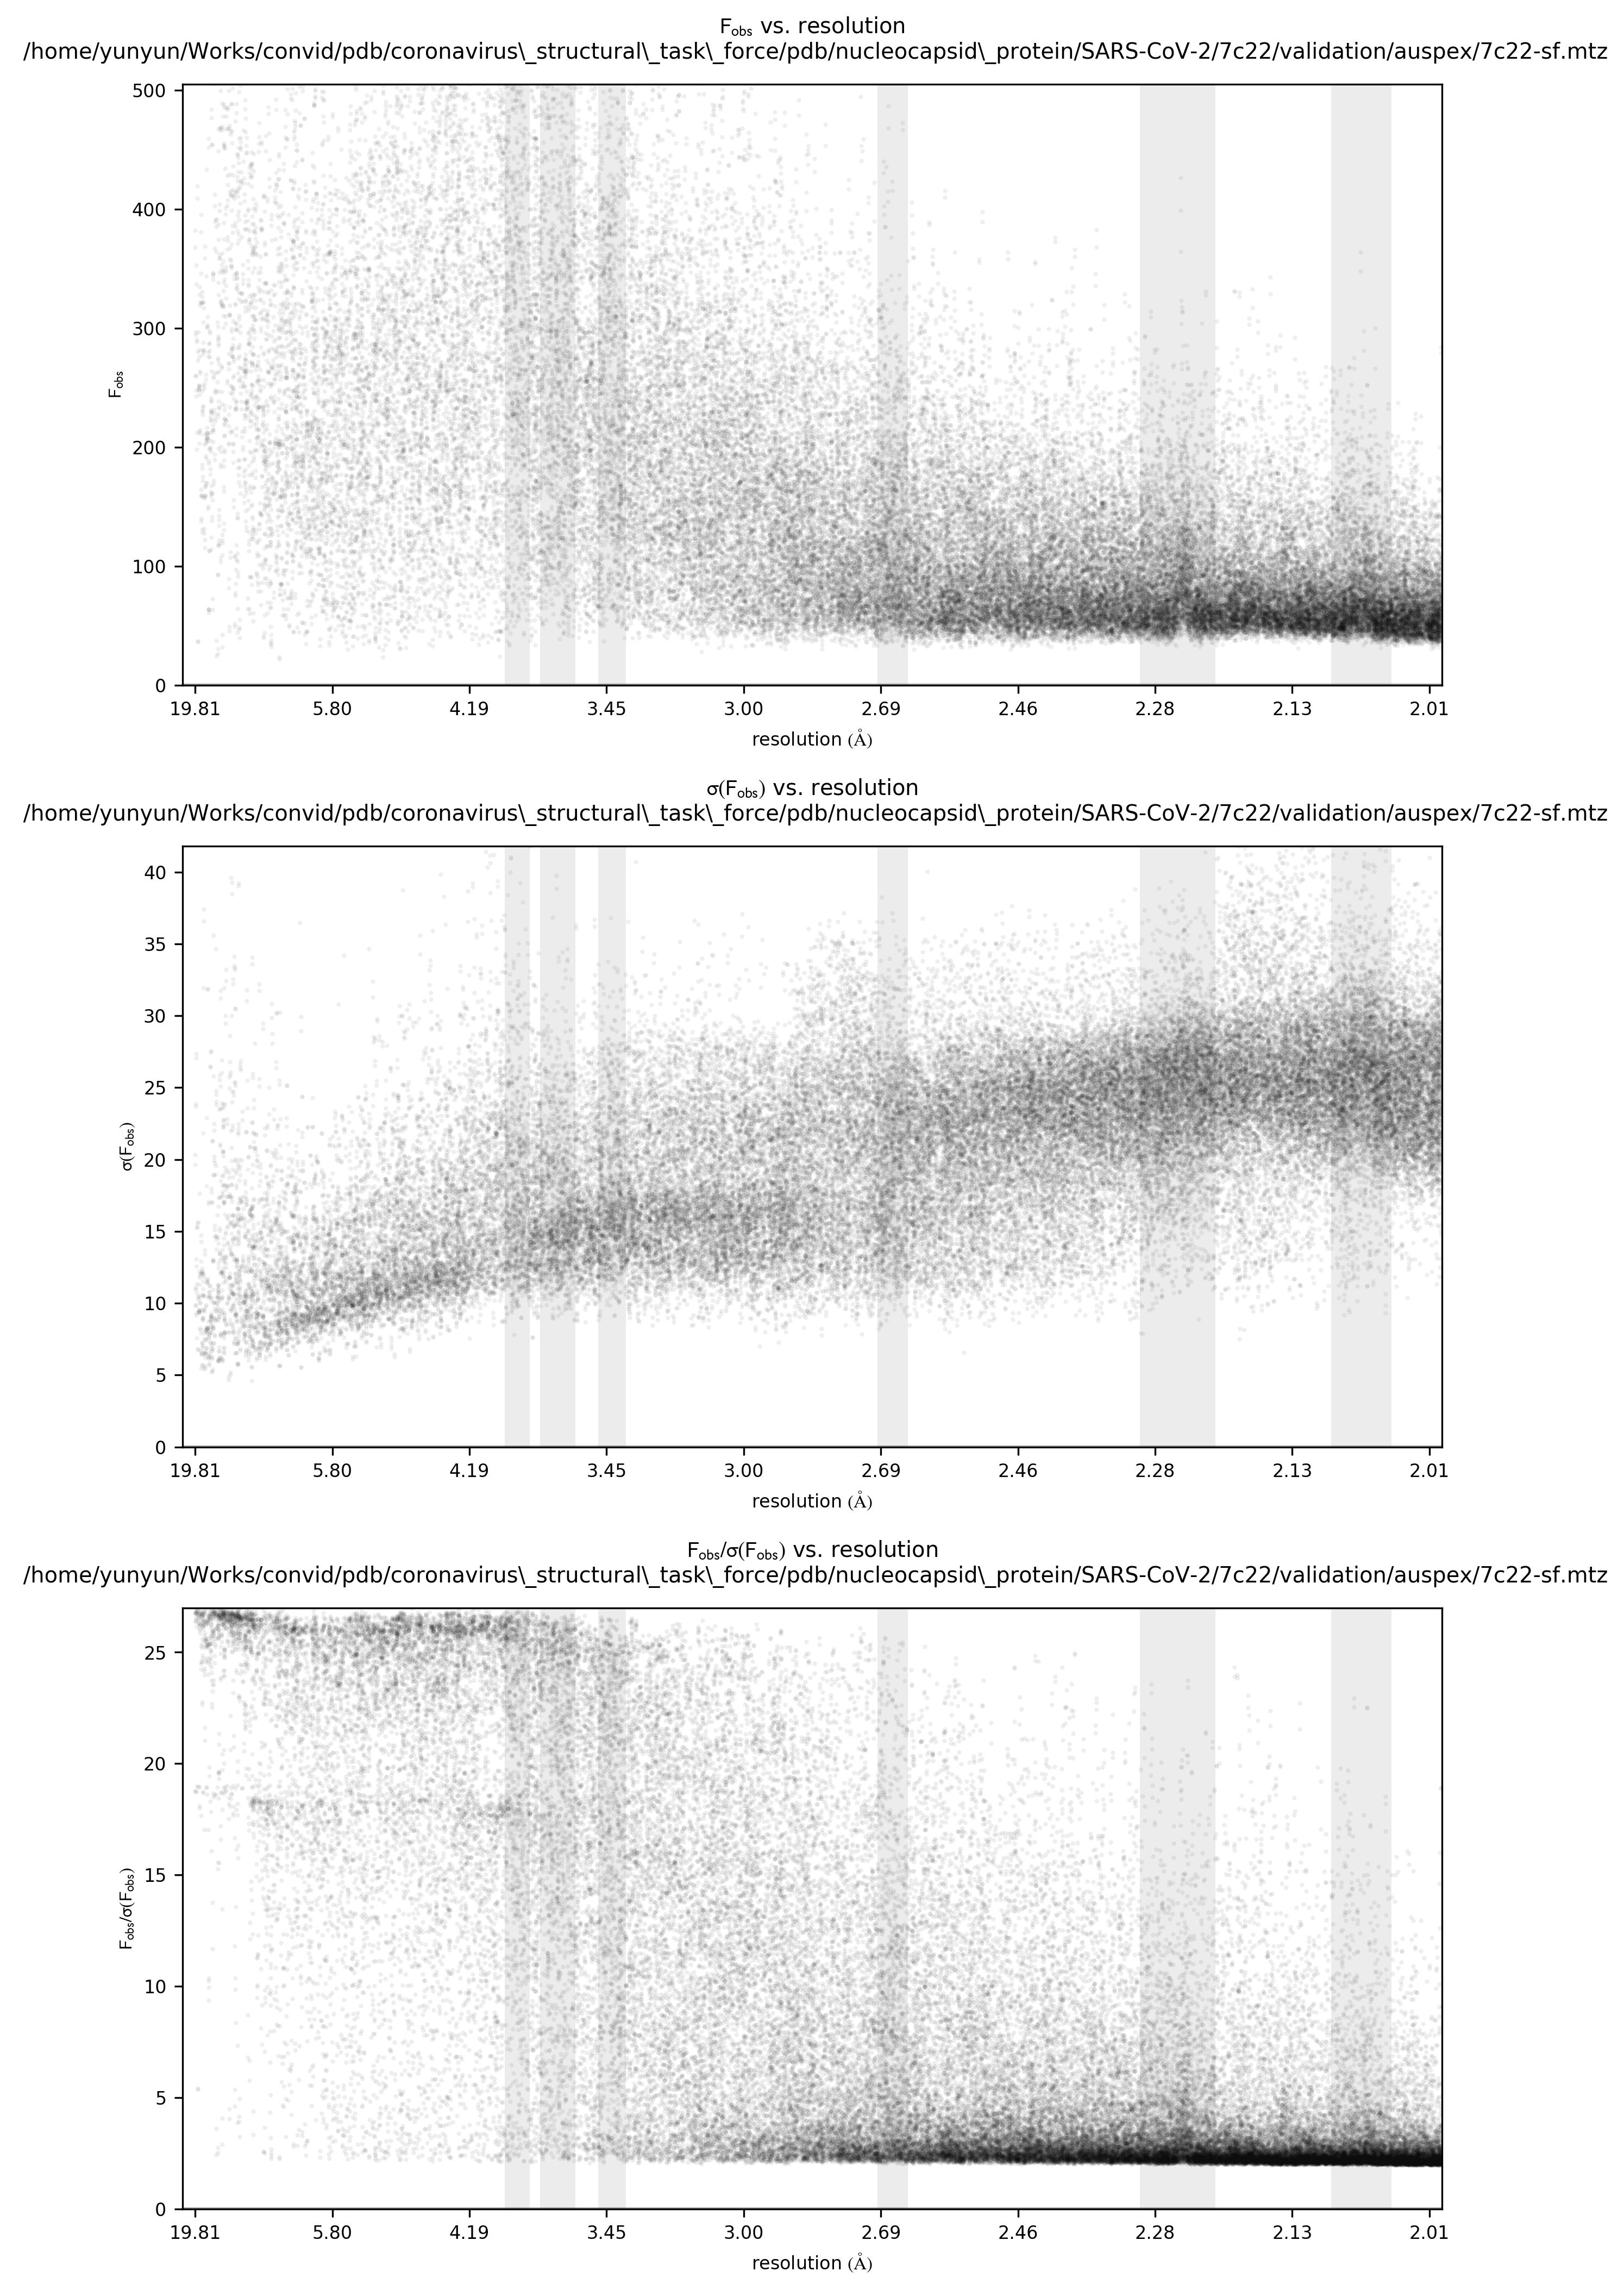 Fobs vs. resolution
/home/yunyun/Works/convid/pdb/coronavirus\_structural\_task\_force/pdb/nucleocapsid\_protein/SARS-CoV-2/7c22/validation/auspex/7c22-sf.mtz
500
400
300
200
100
0
Fobs
19.81 5.80 4.19 3.45 3.00 2.69 2.46 2.28 2.13 2.01
resolution (Å)
σ(Fobs) vs. resolution
/home/yunyun/Works/convid/pdb/coronavirus\_structural\_task\_force/pdb/nucleocapsid\_protein/SARS-CoV-2/7c22/validation/auspex/7c22-sf.mtz
40
35
30
25
20
15
10
5
0
σ(Fobs)
19.81 5.80 4.19 3.45 3.00 2.69 2.46 2.28 2.13 2.01
resolution (Å)
Fobs/σ(Fobs) vs. resolution
/home/yunyun/Works/convid/pdb/coronavirus\_structural\_task\_force/pdb/nucleocapsid\_protein/SARS-CoV-2/7c22/validation/auspex/7c22-sf.mtz
25
20
15
10
5
0
Fobs/σ(Fobs)
19.81 5.80 4.19 3.45 3.00 2.69 2.46 2.28 2.13 2.01
resolution (Å)